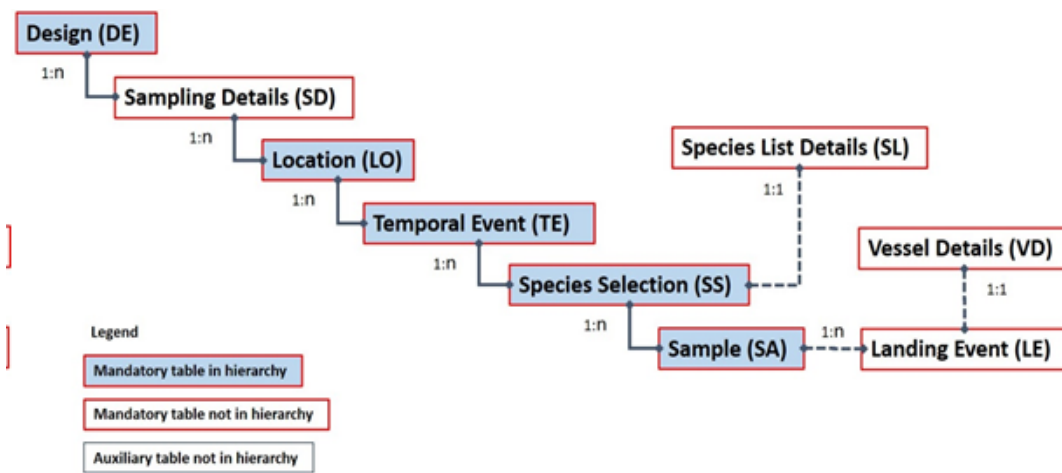 Design (DE)
1:n
Sampling Details (SD)
1:n
Location (LO)
1:n
Temporal Event (TE)
1:n
Species Selection (SS)
1:n
Sample (SA)
Species List Details (SL)
1:1
Vessel Details (VD)
1:1
1:n
Landing Event (LE)
Legend
Mandatory table in hierarchy
Mandatory table not in hierarchy
Auxiliary table not in hierarchy